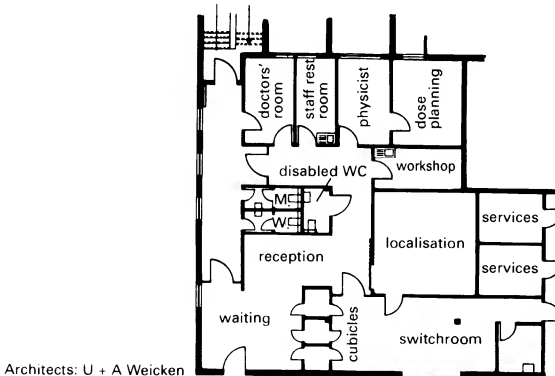 doctors'
room
staff rest
room
physicist
dose
planning
disabled WC
workshop
M.
W.
services
localisation
reception
services
waiting
cubicles
switchroom
Architects: U + A Weicken